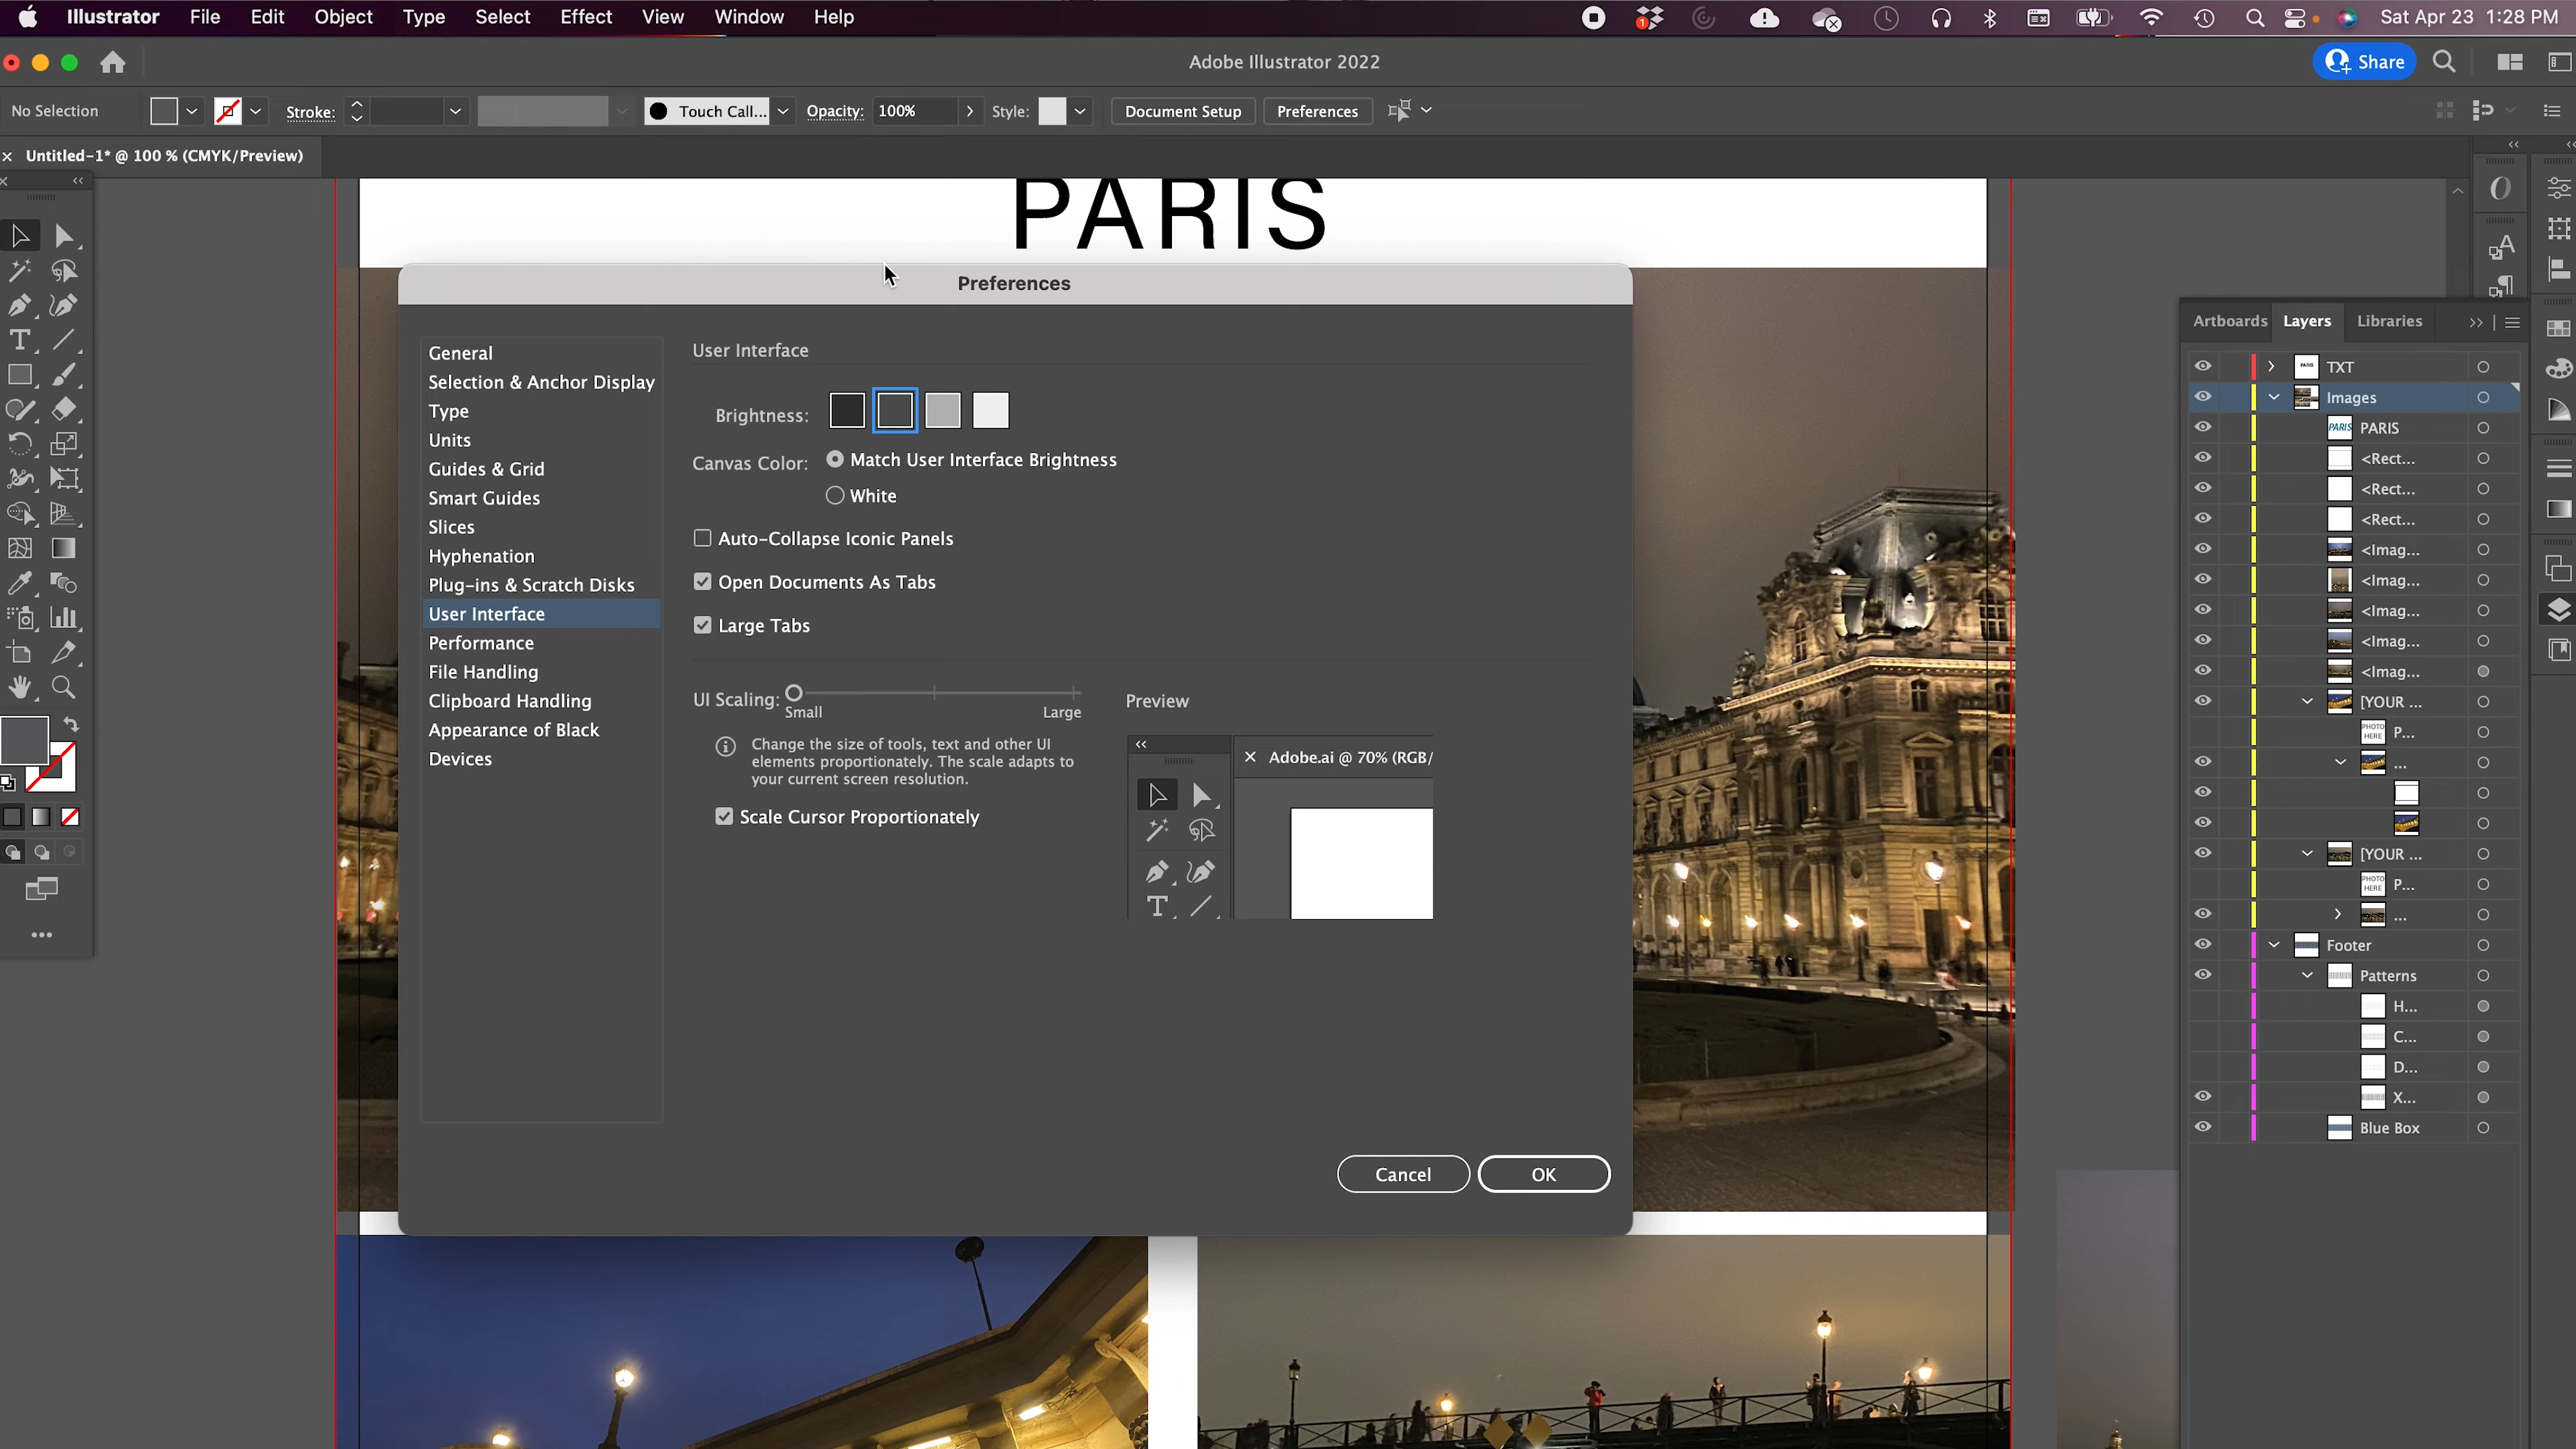 Illustrator File Edit Object Type Select Effect View Window Help
1
Sat Apr 23 1:28 PM
Adobe Illustrator 2022
Share
No Selection
Stroke:
Touch Call...
Opacity: 100%
Style:
Document Setup
Preferences
Untitled-1* @ 100 % (CMYK/Preview)
PARIS
Preferences
General
Selection & Anchor Display
Type
Units
Guides & Grid
Smart Guides
Slices
Hyphenation
Plug-ins & Scratch Disks
User Interface
Performance
File Handling
Clipboard Handling
Appearance of Black
Devices
User Interface
Brightness:
Canvas Color:
Match User Interface Brightness
White
Auto-Collapse Iconic Panels
Open Documents As Tabs
Large Tabs
UI Scaling:
Small
Large
Change the size of tools, text and other UI
elements proportionately. The scale adapts to
your current screen resolution.
Scale Cursor Proportionately
Preview
Adobe.ai @ 70% (RGB/
Cancel
OK
Artboards Layers Libraries
TXT
Images
PARIS PARIS
<Rect...
<Rect...
<Rect...
<Imag...
<Imag...
<Imag...
<Imag...
<Imag...
[YOUR ...
PHOTO
HERE
P...
...
[YOUR ...
PHOTO
HERE
P...
...
Footer
Patterns
H...
C...
D...
X...
Blue Box